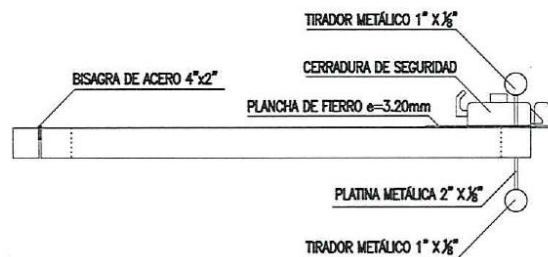 TIRADOR METÁLICO 1" X⅛"
CERRADURA DE SEGURIDAD
BISAGRA DE ACERO 4"x2"
PLANCHA DE FIERRO e=3.20mm
PLATINA METÁLICA 2" X⅛"
TIRADOR METÁLICO 1" X⅛"